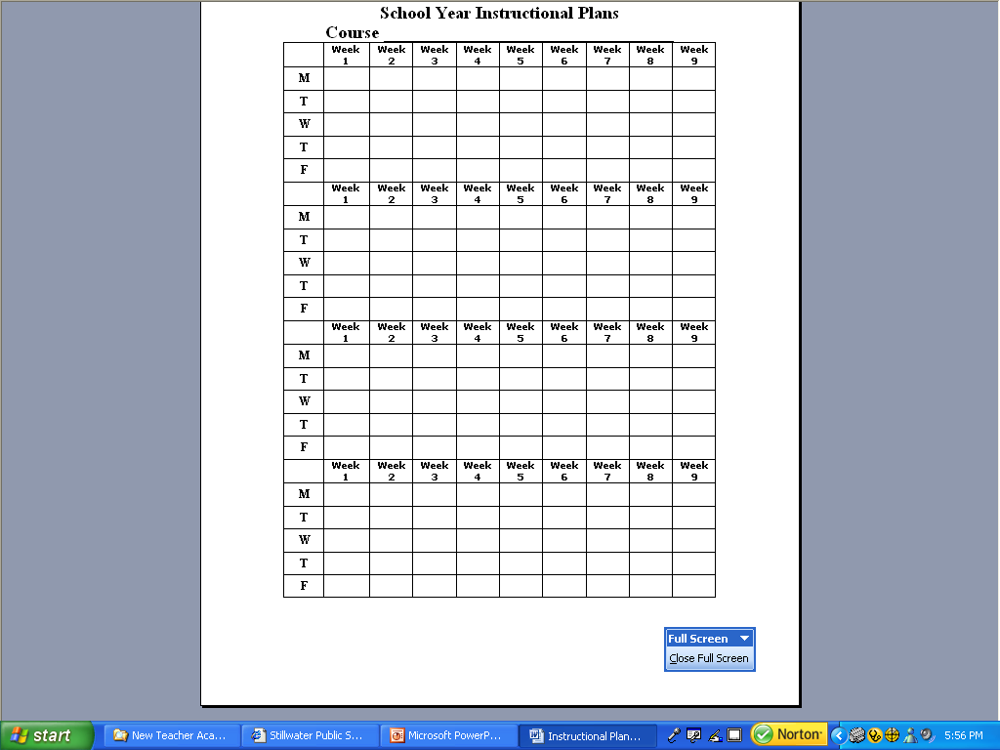 School Year Instructional Plans
Course
Week 1 Week 2 Week 3 Week 4 Week 5 Week 6 Week 7 Week 8 Week 9
M
T
W
T
F
Week 1 Week 2 Week 3 Week 4 Week 5 Week 6 Week 7 Week 8 Week 9
M
T
W
T
F
Week 1 Week 2 Week 3 Week 4 Week 5 Week 6 Week 7 Week 8 Week 9
M
T
W
T
F
Week 1 Week 2 Week 3 Week 4 Week 5 Week 6 Week 7 Week 8 Week 9
M
T
W
T
F
Full Screen
Close Full Screen
start New Teacher Aca... Stillwater Public S... Microsoft PowerP... Instructional Plan... Norton 5:56 PM